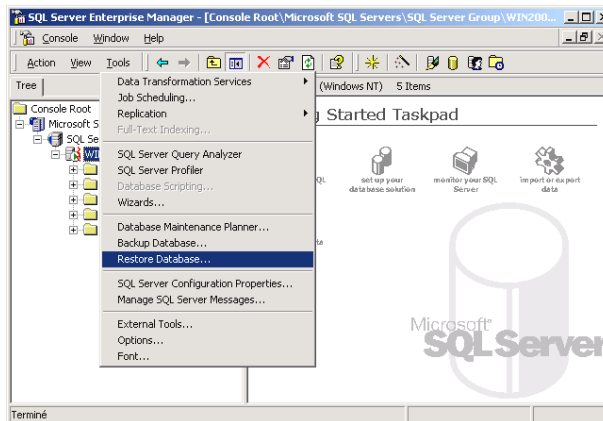 SQL Server Enterprise Manager - [Console Root\Microsoft SQL Servers\SQL Server Group\WIN200...
Console Window Help
Action View Tools
Tree
(Windows NT) 5 Items
Console Root
Microsoft S
SQL Se
WI
Data Transformation Services
Job Scheduling...
Replication
Full-Text Indexing...
SQL Server Query Analyzer
SQL Server Profiler
Database Scripting...
Wizards...
Database Maintenance Planner...
Backup Database...
Restore Database...
SQL Server Configuration Properties...
Manage SQL Server Messages...
External Tools...
Options...
Font...
g Started Taskpad
QL
set up your
database solution
monitor your SQL
Server
import or export
data
Microsoft®
SQL Server
Terminé